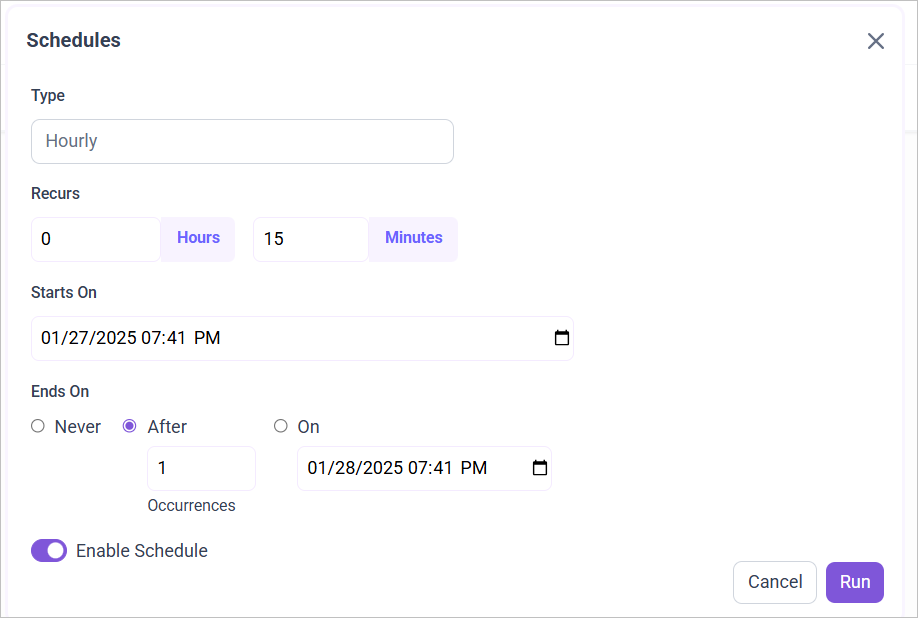 Schedules
Type
Hourly
Recurs
0 Hours 15 Minutes
Starts On
01/27/2025 07:41 PM
Ends On
Never After On
1 01/28/2025 07:41 PM
Occurrences
Enable Schedule
Cancel Run